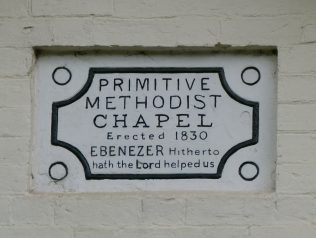 PRIMITIVE
METHODIST
CHAPEL
Erected 1830
EBENEZER Hitherto
hath the Lord helped us